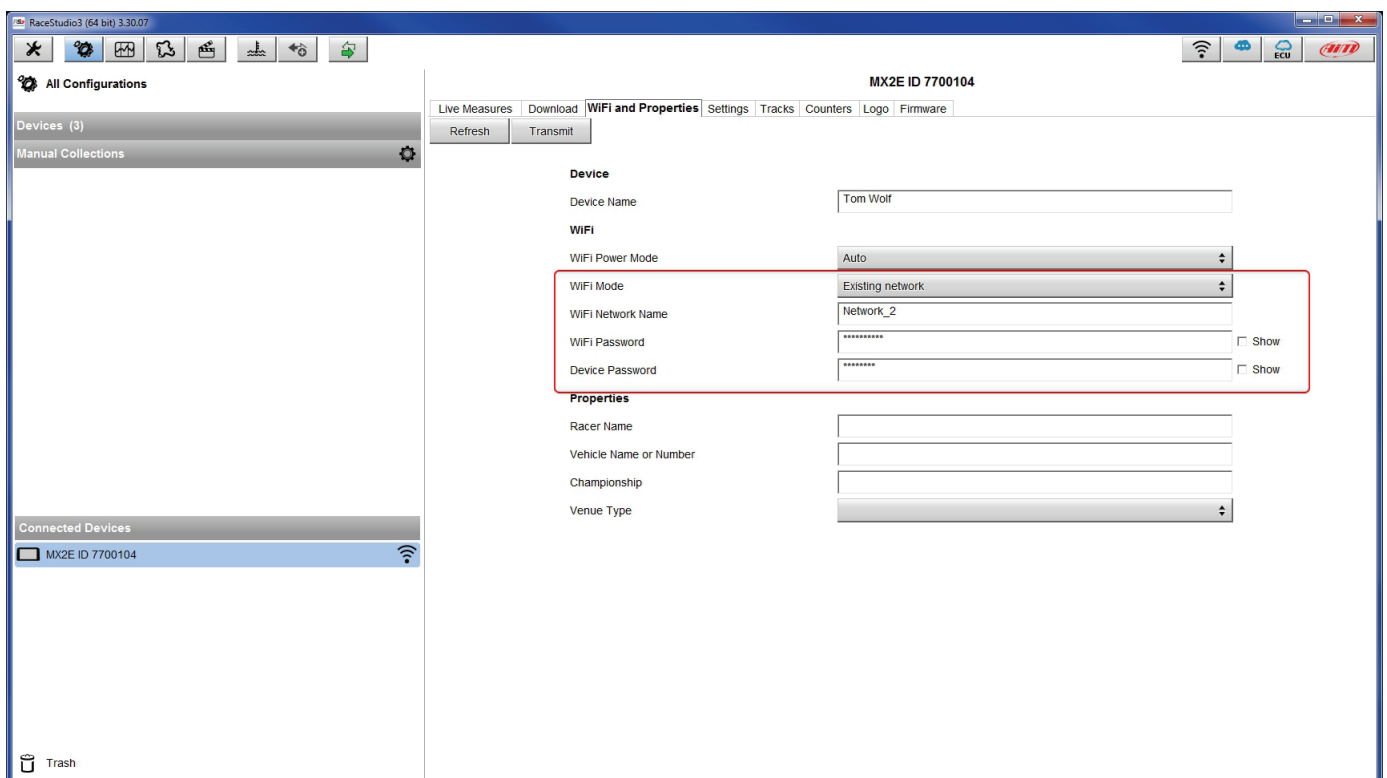 RaceStudio3 (64 bit) 3.30.07
ECU
AIM
All Configurations
Devices (3)
Manual Collections
Connected Devices
MX2E ID 7700104
Trash
MX2E ID 7700104
Live Measures Download WiFi and Properties Settings Tracks Counters Logo Firmware
Refresh Transmit
Device
Device Name Tom Wolf
WiFi
WiFi Power Mode Auto
WiFi Mode Existing network
WiFi Network Name Network_2
WiFi Password ********** Show
Device Password ******** Show
Properties
Racer Name
Vehicle Name or Number
Championship
Venue Type